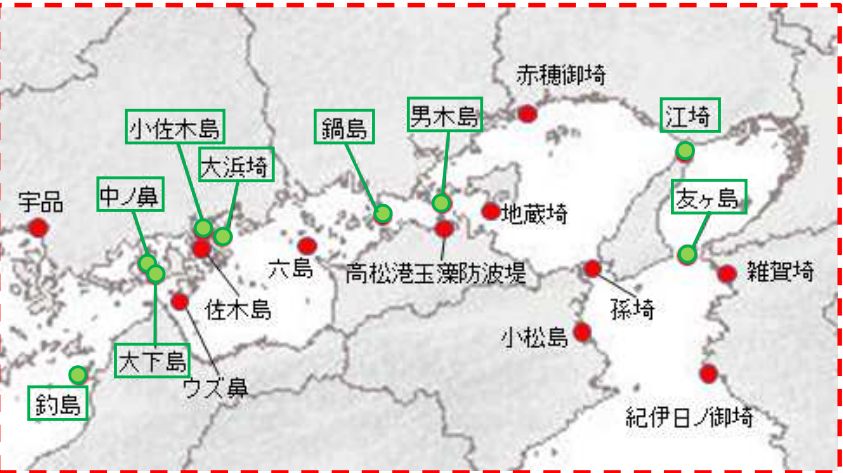 赤穂御埼
小佐木島
鍋島
男木島
江埼
大浜埼
中ノ鼻
宇品
友ヶ島
地蔵埼
六島
高松港玉藻防波堤
雑賀埼
佐木島
孫埼
小松島
大下島
ウズ鼻
釣島
紀伊日ノ御埼